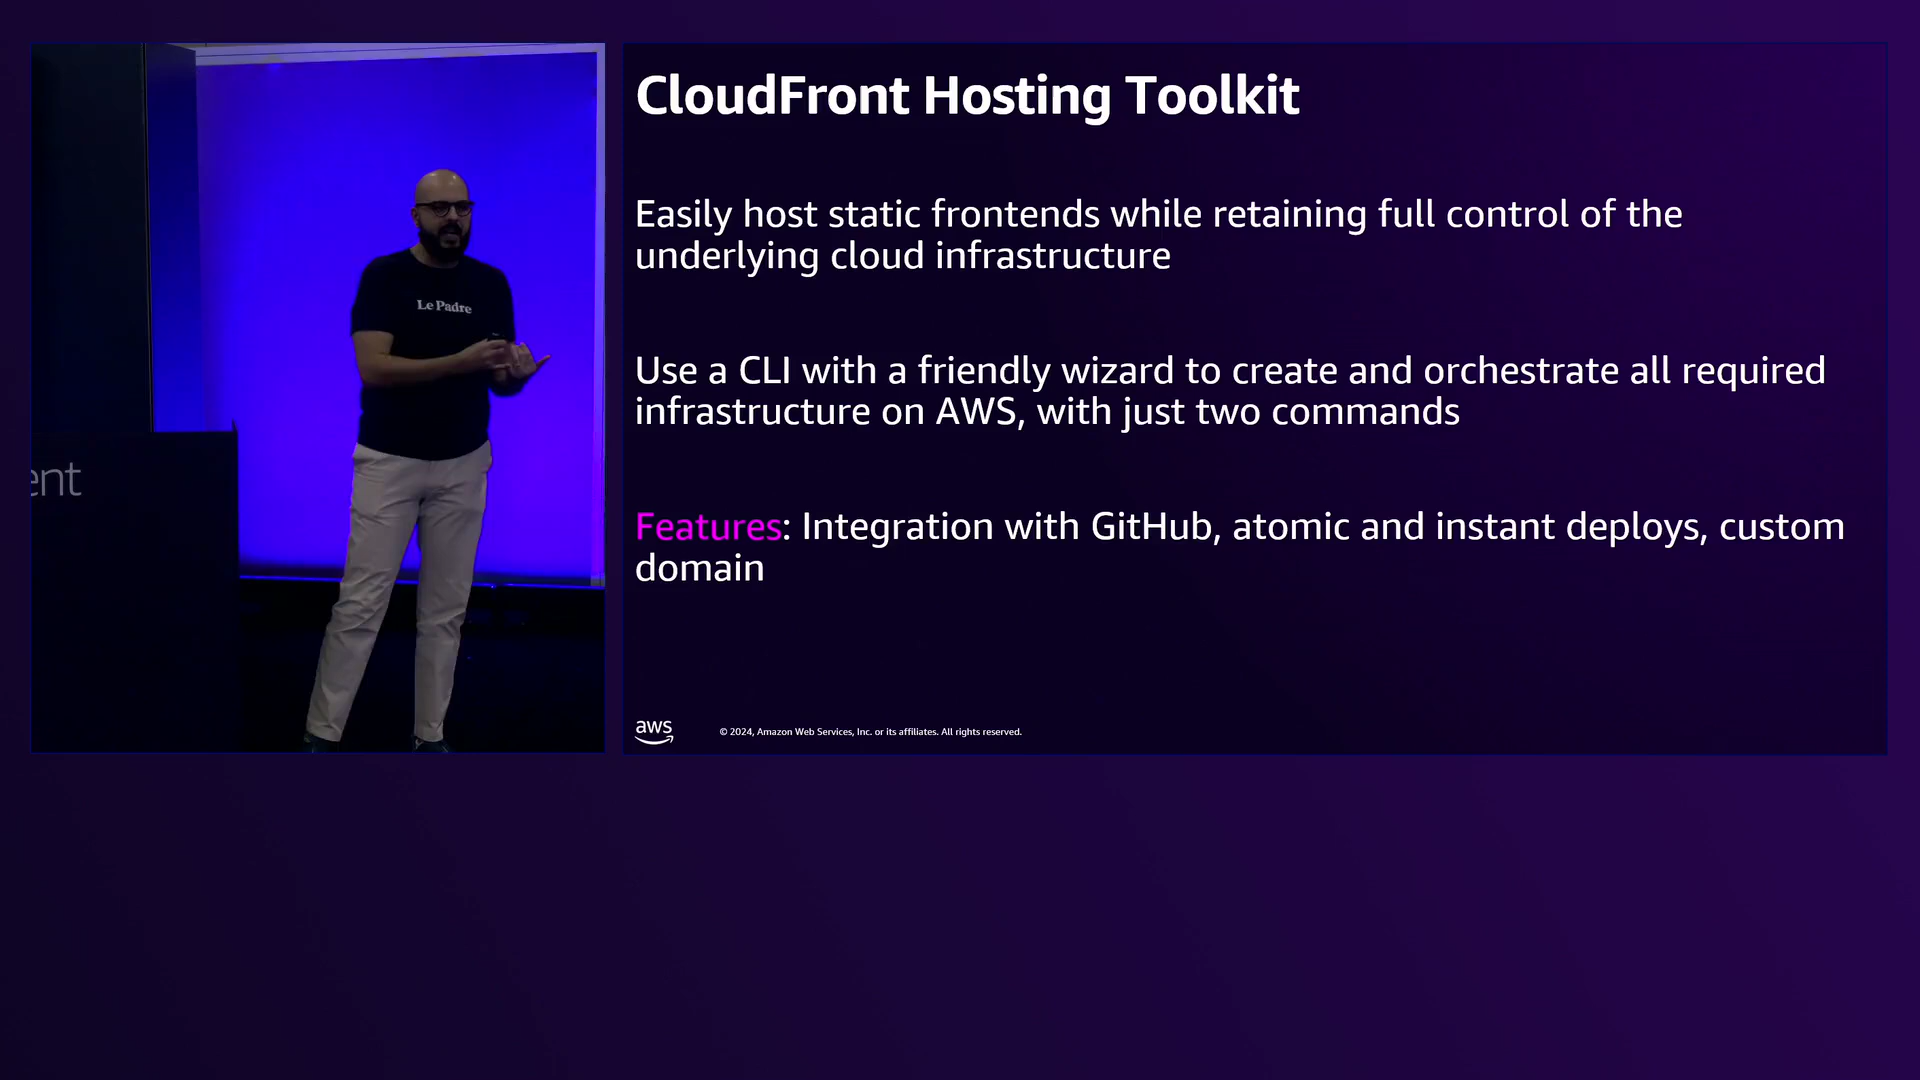 CloudFront Hosting Toolkit
Easily host static frontends while retaining full control of the
underlying cloud infrastructure
Use a CLI with a friendly wizard to create and orchestrate all required
infrastructure on AWS, with just two commands
Features: Integration with GitHub, atomic and instant deploys, custom
domain
aws
© 2024, Amazon Web Services, Inc. or its affiliates. All rights reserved.
Le Padre
ent